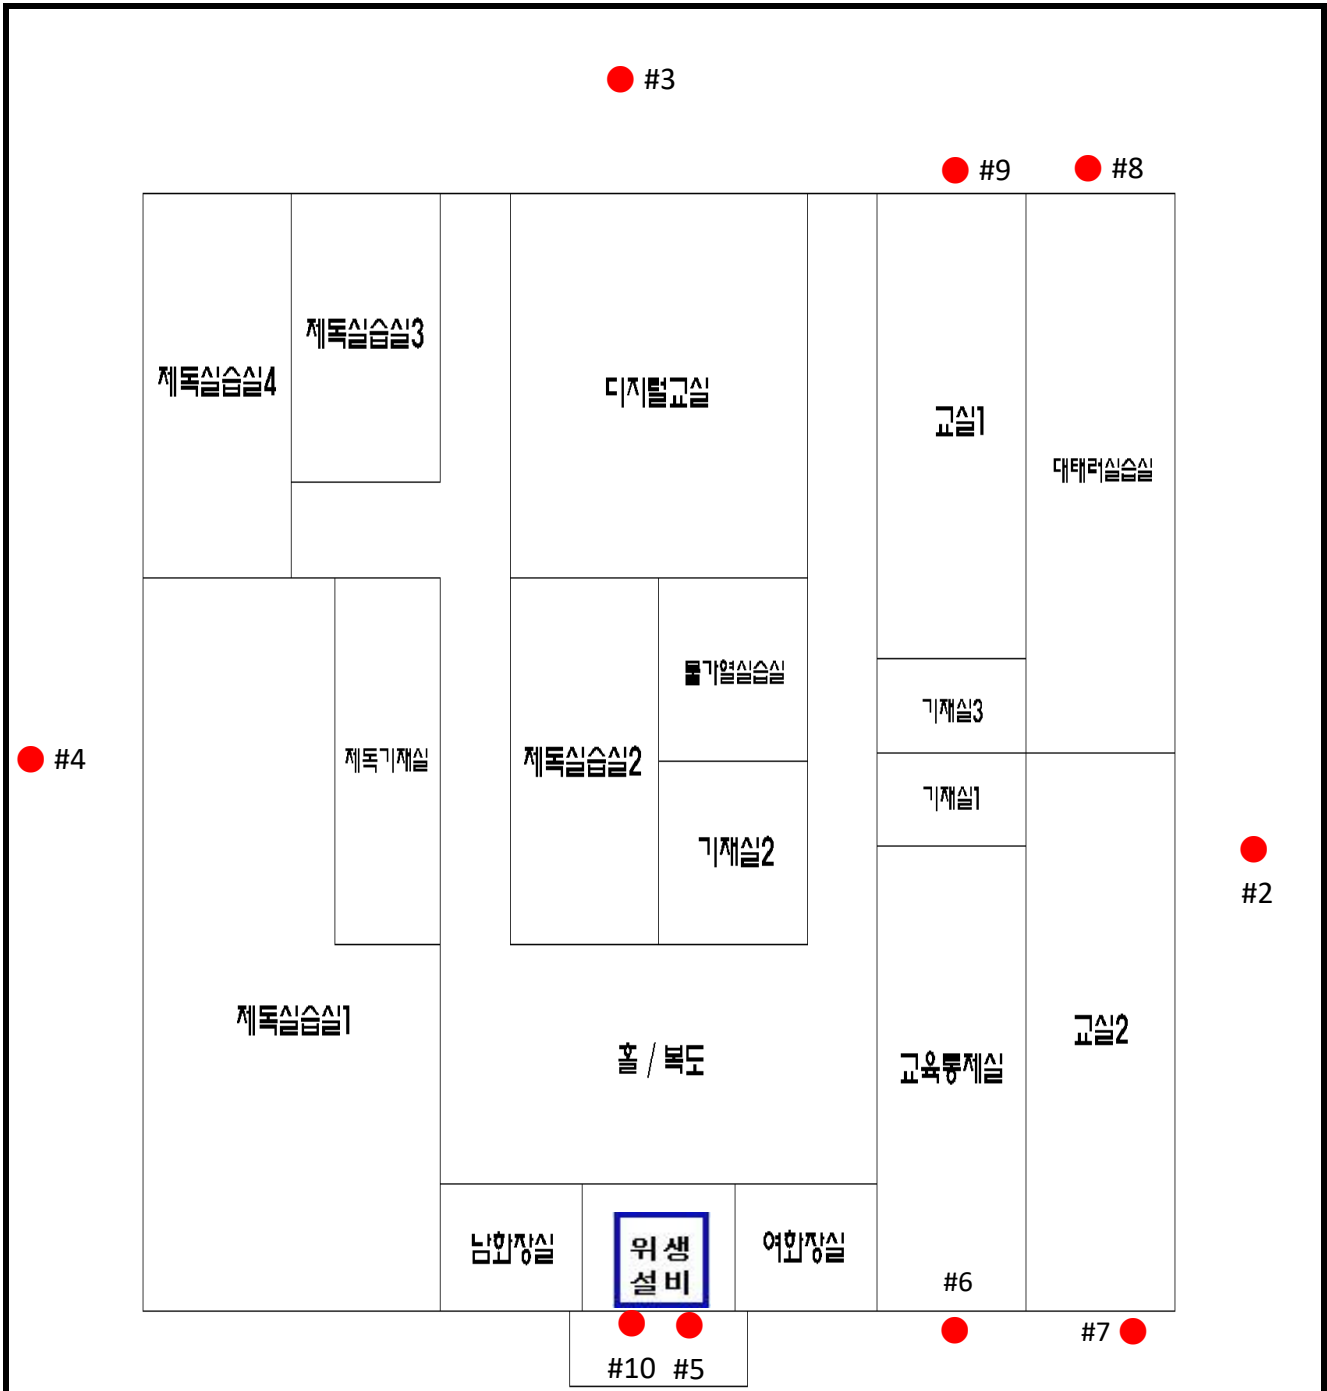 #3
#9
#8
제독실습실3
제독실습실4
디지털교실
교실1
대태러실습실
물가열실습실
기재실3
#4
제독기재실
제독실습실2
기재실1
기재실2
#2
제독실습실1
교실2
홀 / 복도
교육통제실
남화장실
위생
설비
여화장실
#6
#7
#10
#5